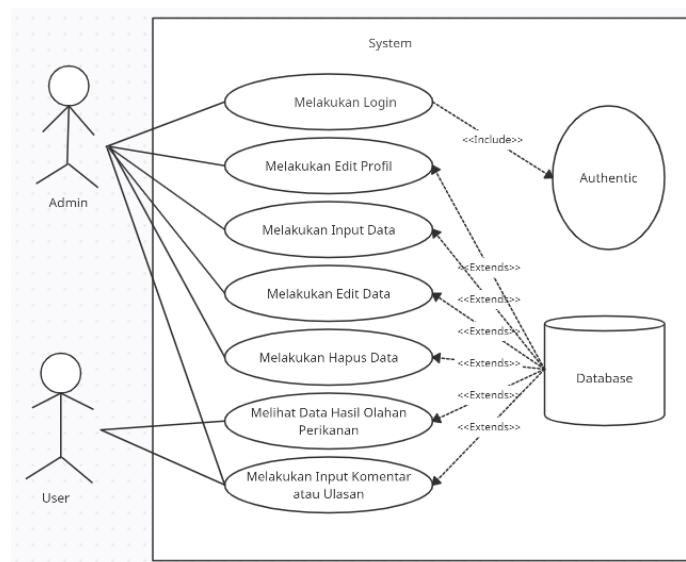 System
Melakukan Login
<<Include>>
Melakukan Edit Profil
Authentic
Admin
Melakukan Input Data
<<Extends>>
Melakukan Edit Data
<<Extends>>
<<Extends>>
Melakukan Hapus Data
<<Extends>>
Database
<<Extends>>
Melihat Data Hasil Olahan
Perikanan
<<Extends>>
Melakukan Input Komentar
atau Ulasan
User